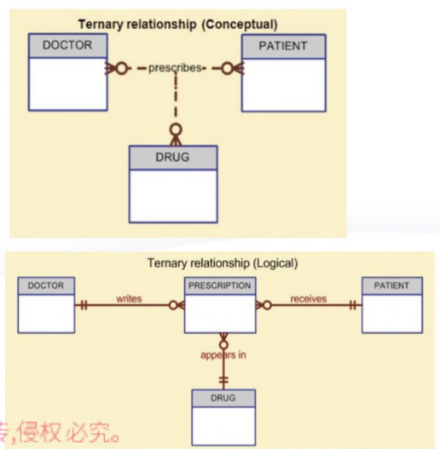 Ternary relationship (Conceptual)
DOCTOR
PATIENT
prescribes
DRUG
Ternary relationship (Logical)
DOCTOR
PRESCRIPTION
PATIENT
writes
receives
appears in
DRUG
,侵权必究。